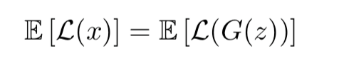 𝔼 [ℒ(x)] = 𝔼 [ℒ(G(z))]